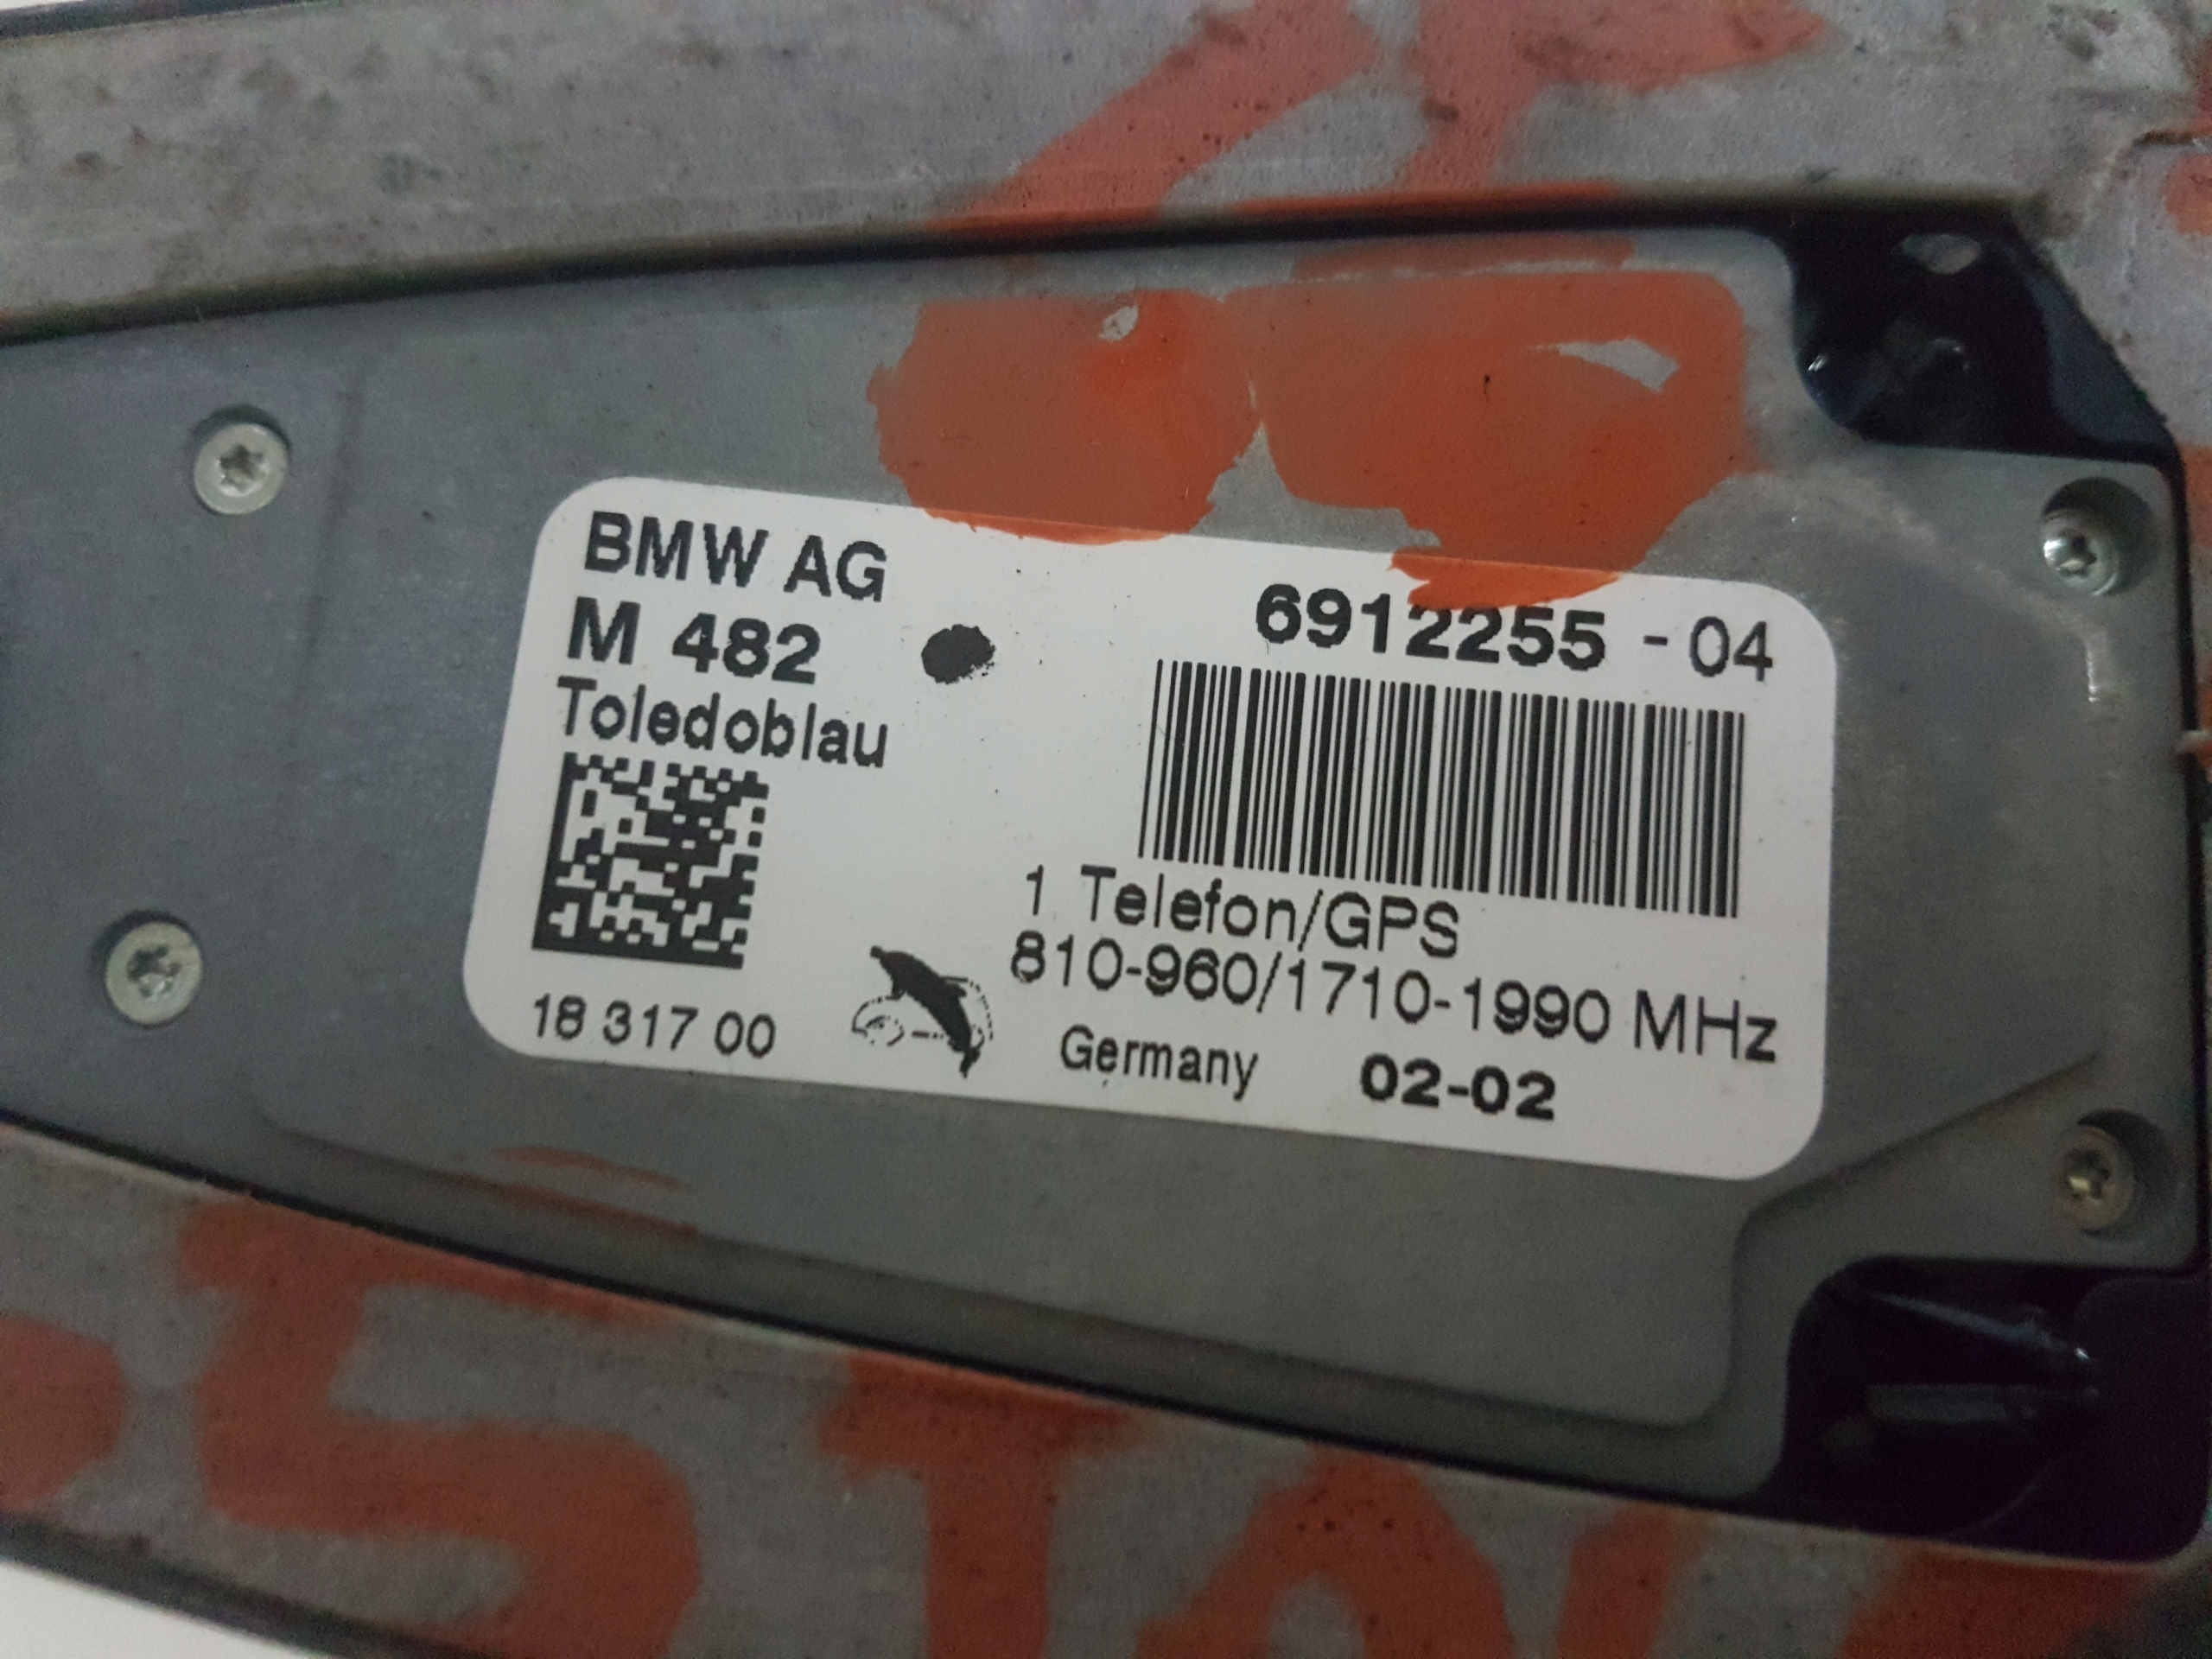 BMW AG
M 482
Toledoblau
18 317 00
6912255 - 04
1 Telefon/GPS
810-960/1710-1990 MHz
Germany 02-02